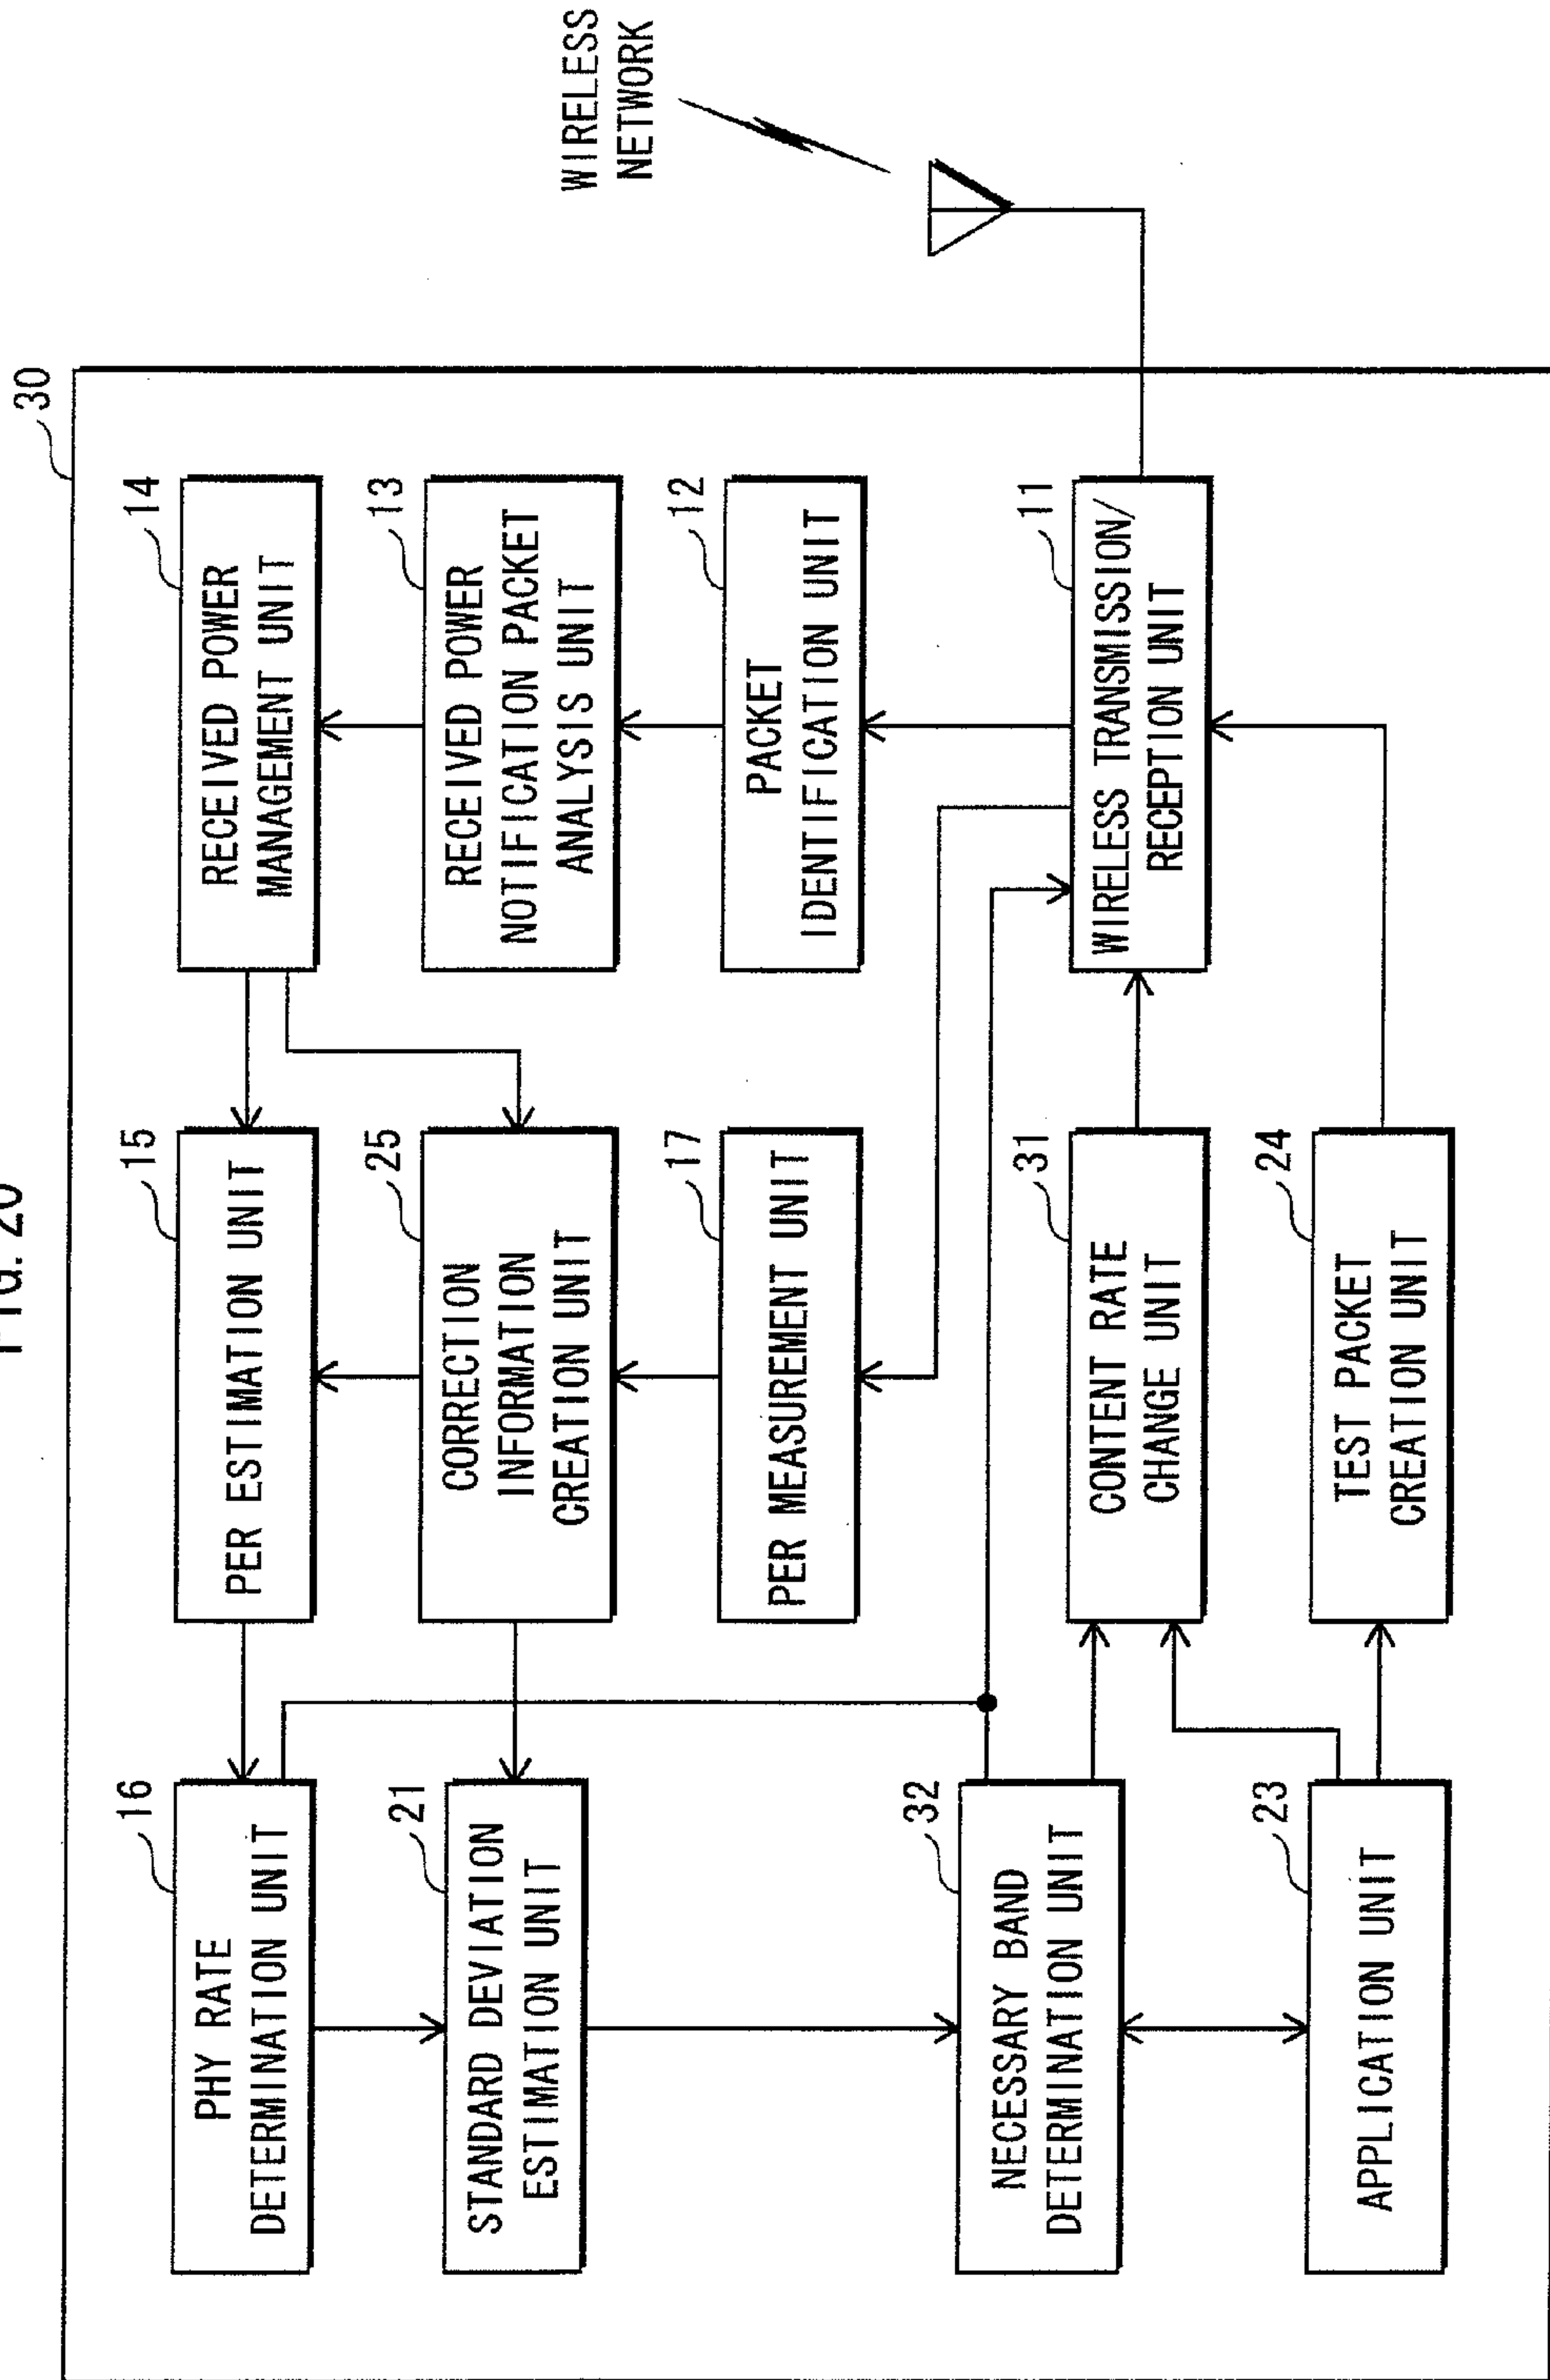 FIG.
30
16
PHY RATE
DETERMINATION UNIT
15
PER ESTIMATION UNIT
14
RECEIVED POWER
MANAGEMENT UNIT
21
STANDARD DEVIATION
ESTIMATION UNIT
25
CORRECTION
INFORMATION
CREATION UNIT
13
RECEIVED POWER
NOTIFICATION PACKET
ANALYSIS UNIT
17
PER MEASUREMENT UNIT
12
PACKET
IDENTIFICATION UNIT
WIRELESS
NETWORK
32
NECESSARY BAND
DETERMINATION UNIT
31
CONTENT RATE
CHANGE UNIT
11
WIRELESS TRANSMISSION/
RECEPTION UNIT
23
APPLICATION UNIT
24
TEST PACKET
CREATION UNIT